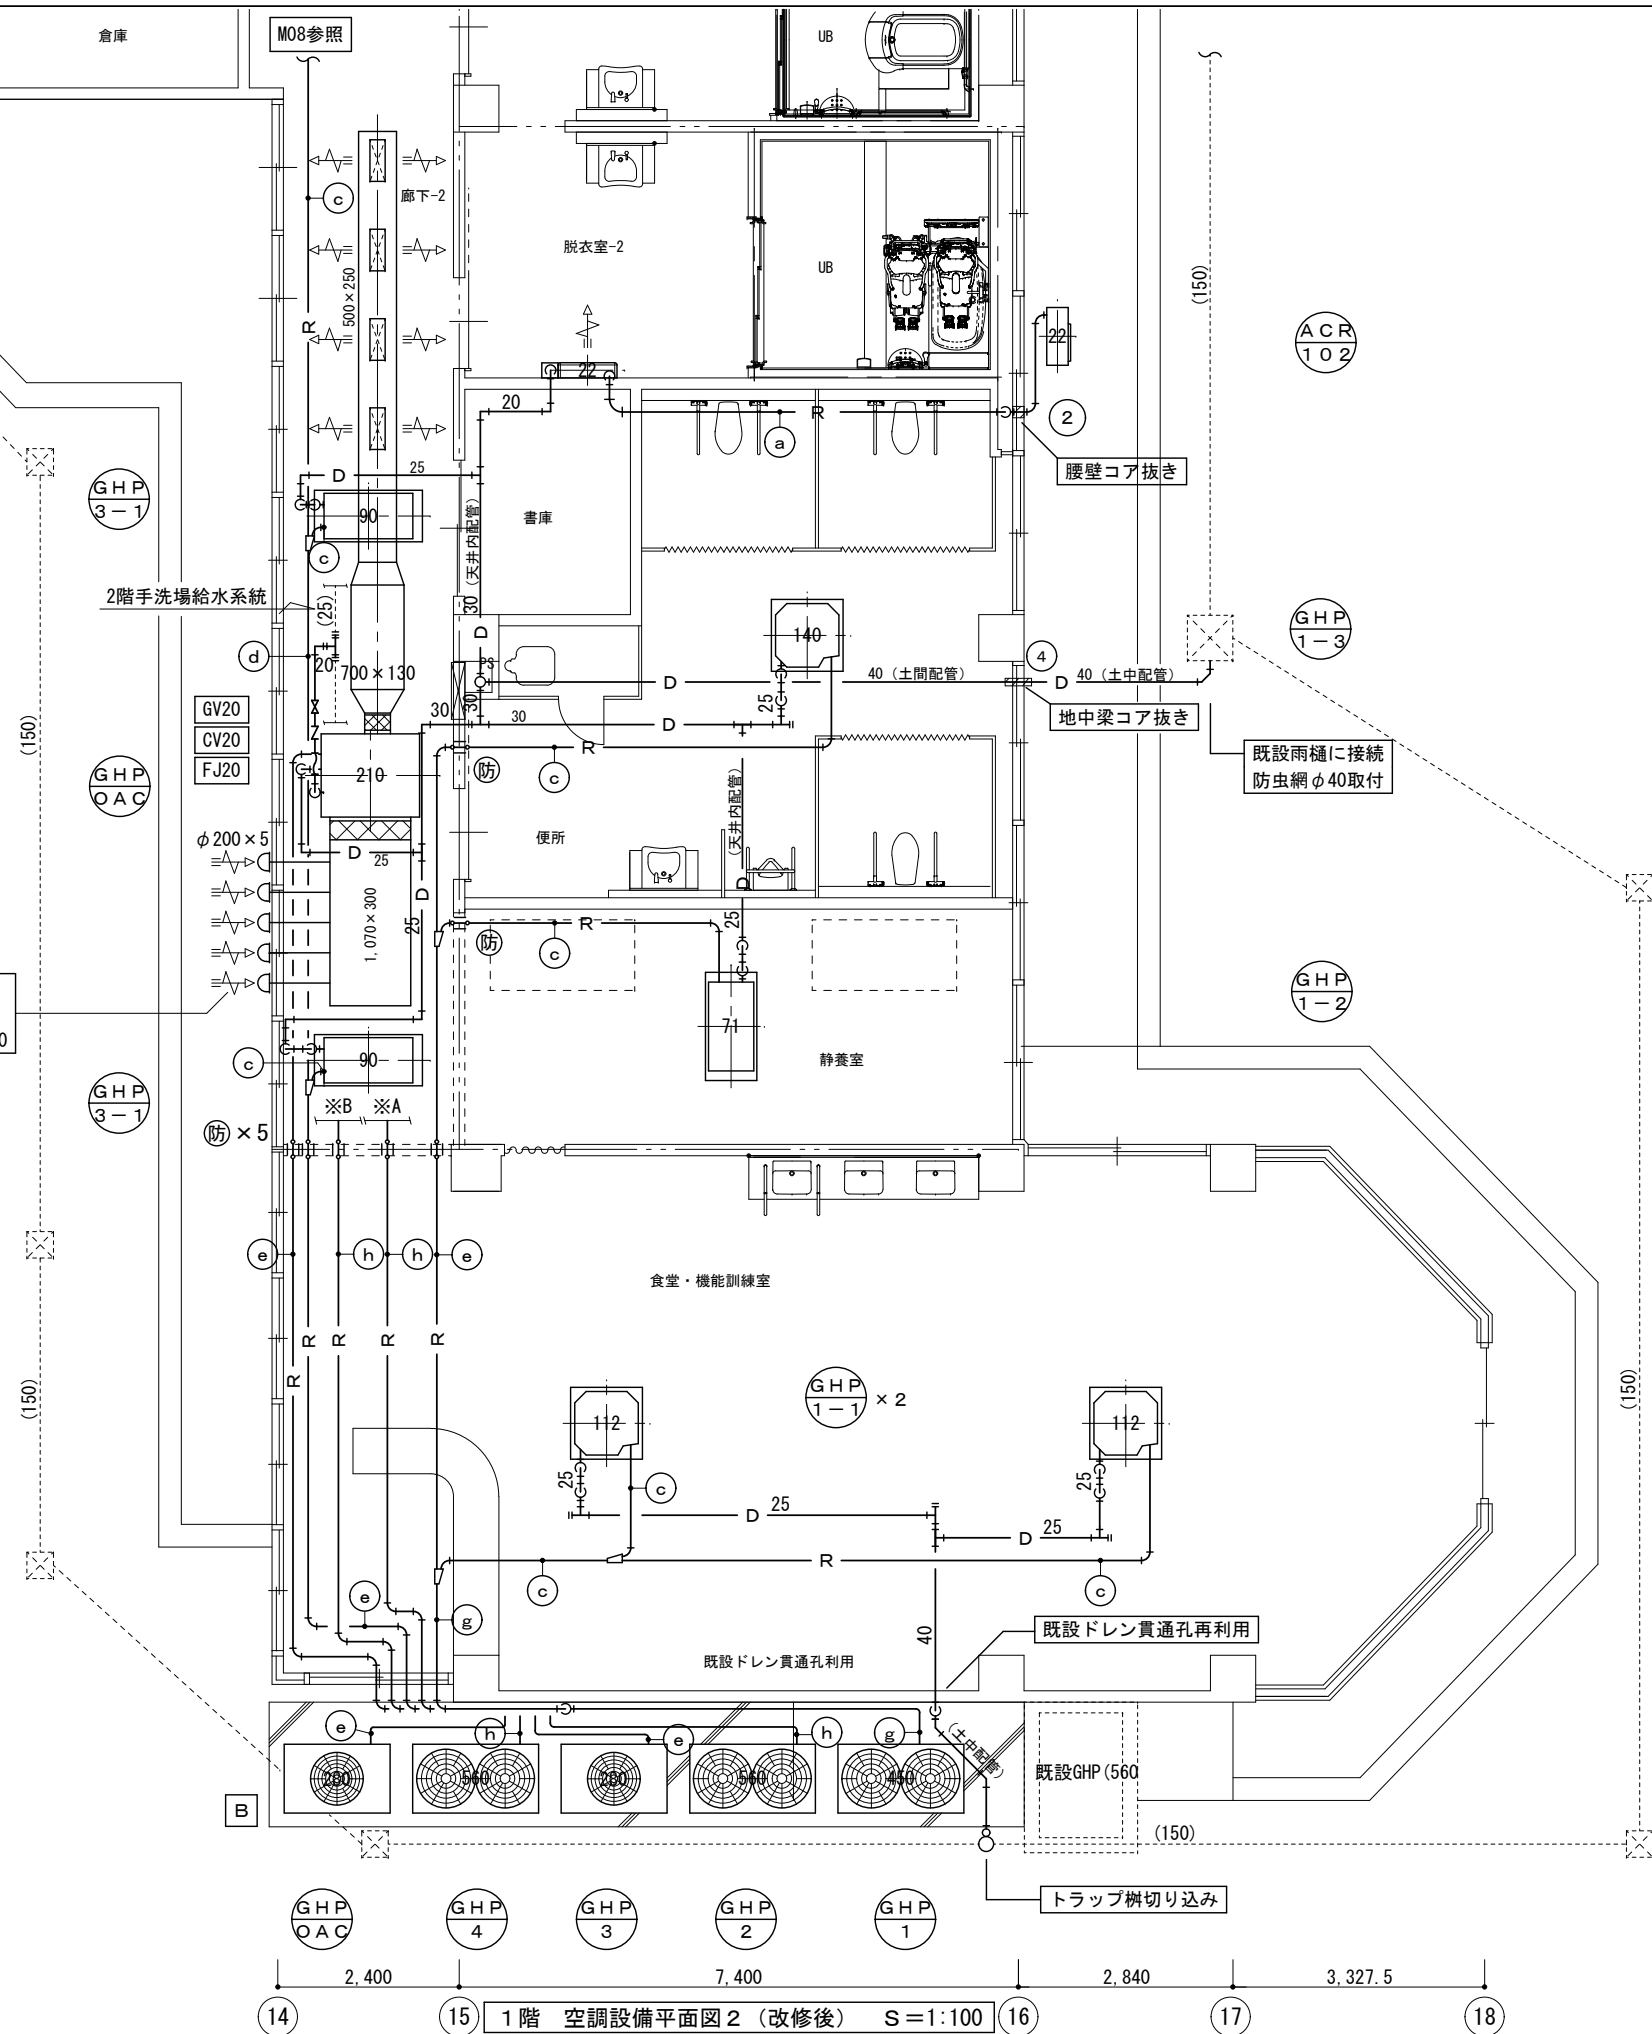 倉庫
M08参照
UB
c
廊下-2
脱衣室-2
UB
500×250
R
(150)
22
22
ACR
102
20
R
a
2
腰壁コア抜き
GHP
3-1
D
25
90
c
(天井内配管)
書庫
2階手洗場給水系統
(25)
30
D
140
GHP
1-3
d
20
700×130
PS
30
D
40 (土間配管)
4
D
40 (土中配管)
25
GV20
CV20
FJ20
30
30
D
地中梁コア抜き
R
c
防
既設雨樋に接続
防虫網φ40取付
(150)
210
GHP
OAC
(天井内配管)
φ200×5
D
25
便所
D
D
25
1,070×300
防
R
c
25
GHP
1-2
71
静養室
0
c
90
GHP
3-1
※B
※A
防×5
e
h
h
e
食堂・機能訓練室
R
R
R
R
R
(150)
(150)
GHP
1-1
×2
112
112
25
c
25
D
25
D
25
R
c
c
e
g
40
既設ドレン貫通孔再利用
既設ドレン貫通孔利用
e
h
e
h
g
(土中配管)
280
560
280
560
450
既設GHP(560
B
(150)
トラップ桝切り込み
GHP
OAC
GHP
4
GHP
3
GHP
2
GHP
1
2,400
7,400
2,840
3,327.5
14
15
1階 空調設備平面図2 (改修後) S=1:100
16
17
18